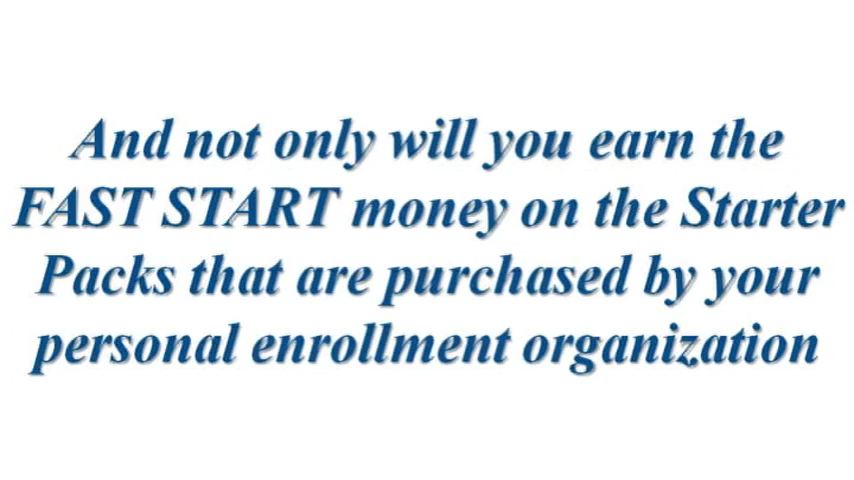 And not only will you earn the
FAST START money on the Starter
Packs that are purchased by your
personal enrollment organization